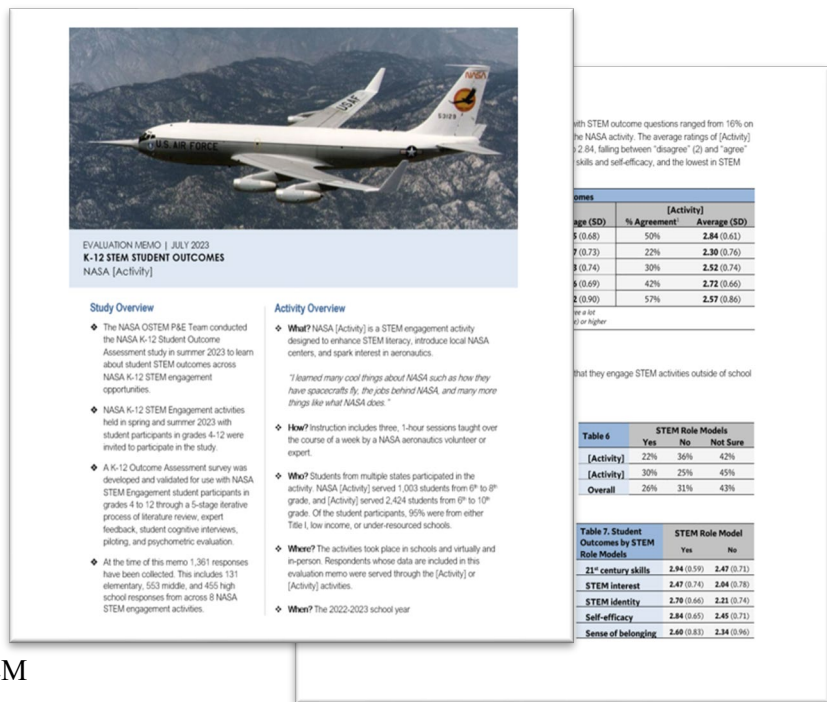 NASA
53129
USAF
U.S. AIR FORCE
EVALUATION MEMO | JULY 2023
K-12 STEM STUDENT OUTCOMES
NASA [Activity]
Study Overview
❖ The NASA OSTEM P&E Team conducted
the NASA K-12 Student Outcome
Assessment study in summer 2023 to learn
about student STEM outcomes across
NASA K-12 STEM engagement
opportunities.
❖ NASA K-12 STEM Engagement activities
held in spring and summer 2023 with
student participants in grades 4-12 were
invited to participate in the study.
❖ A K-12 Outcome Assessment survey was
developed and validated for use with NASA
STEM Engagement student participants in
grades 4 to 12 through a 5-stage iterative
process of literature review, expert
feedback, student cognitive interviews,
piloting, and psychometric evaluation.
❖ At the time of this memo 1,361 responses
have been collected. This includes 131
elementary, 553 middle, and 455 high
school responses from across 8 NASA
STEM engagement activities.
Activity Overview
❖ What? NASA [Activity] is a STEM engagement activity
designed to enhance STEM literacy, introduce local NASA
centers, and spark interest in aeronautics.
"I learned many cool things about NASA such as how they
have spacecrafts fly, the jobs behind NASA, and many more
things like what NASA does."
❖ How? Instruction includes three, 1-hour sessions taught over
the course of a week by a NASA aeronautics volunteer or
expert.
❖ Who? Students from multiple states participated in the
activity. NASA [Activity] served 1,003 students from 6th to 8th
grade, and [Activity] served 2,424 students from 6th to 10th
grade. Of the student participants, 95% were from either
Title I, low income, or under-resourced schools.
❖ Where? The activities took place in schools and virtually and
in-person. Respondents whose data are included in this
evaluation memo were served through the [Activity] or
[Activity] activities.
❖ When? The 2022-2023 school year
with STEM outcome questions ranged from 16% on
the NASA activity. The average ratings of [Activity]
2.84, falling between "disagree" (2) and "agree"
skills and self-efficacy, and the lowest in STEM
omes
[Activity]
age (SD) % Agreement¹ Average (SD)
(0.68) 50% 2.84 (0.61)
(0.73) 22% 2.30 (0.76)
(0.74) 30% 2.52 (0.74)
(0.69) 42% 2.72 (0.66)
(0.90) 57% 2.57 (0.86)
ree a lot
or higher
that they engage STEM activities outside of school
Table 6 STEM Role Models
Yes No Not Sure
[Activity] 22% 36% 42%
[Activity] 30% 25% 45%
Overall 26% 31% 43%
Table 7. Student
Outcomes by STEM
Role Models
STEM Role Model
Yes No
21st century skills 2.94 (0.59) 2.47 (0.71)
STEM interest 2.47 (0.74) 2.04 (0.78)
STEM identity 2.70 (0.66) 2.21 (0.74)
Self-efficacy 2.84 (0.65) 2.45 (0.71)
Sense of belonging 2.60 (0.83) 2.34 (0.96)
M